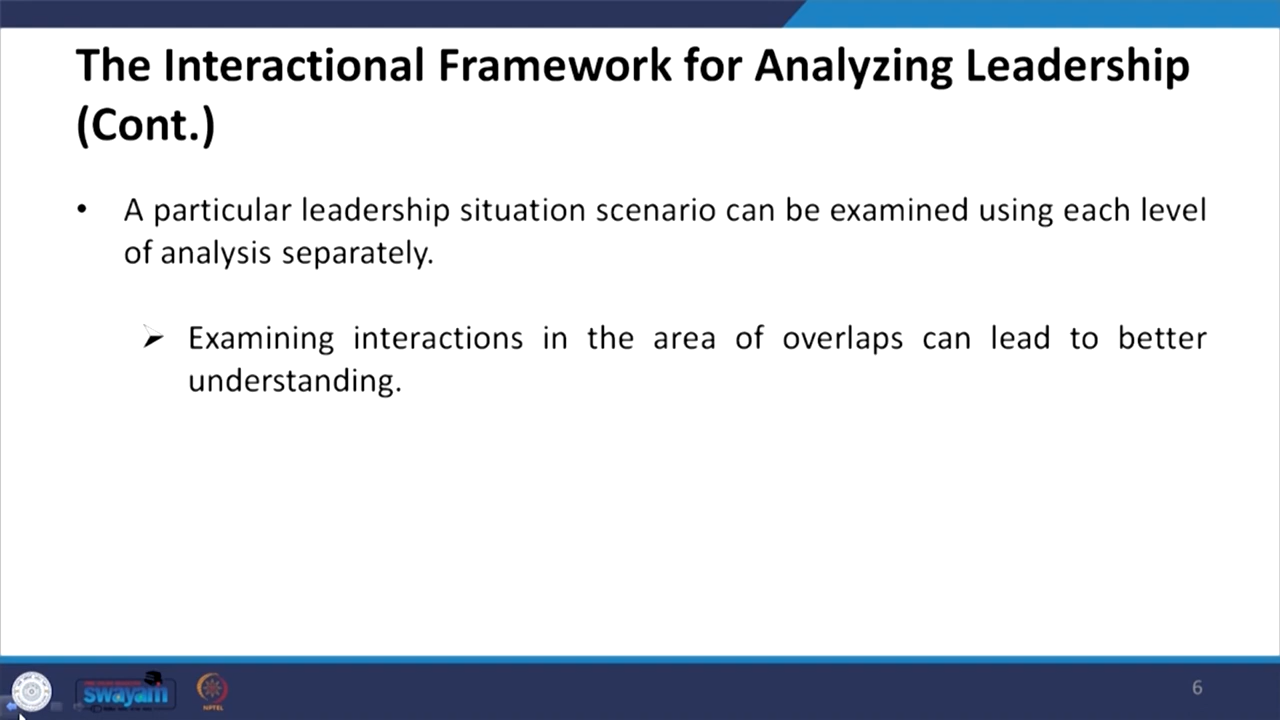 The Interactional Framework for Analyzing Leadership
(Cont.)
• A particular leadership situation scenario can be examined using each level
of analysis separately.
➢ Examining interactions in the area of overlaps can lead to better
understanding.
swayam
NPTEL
6